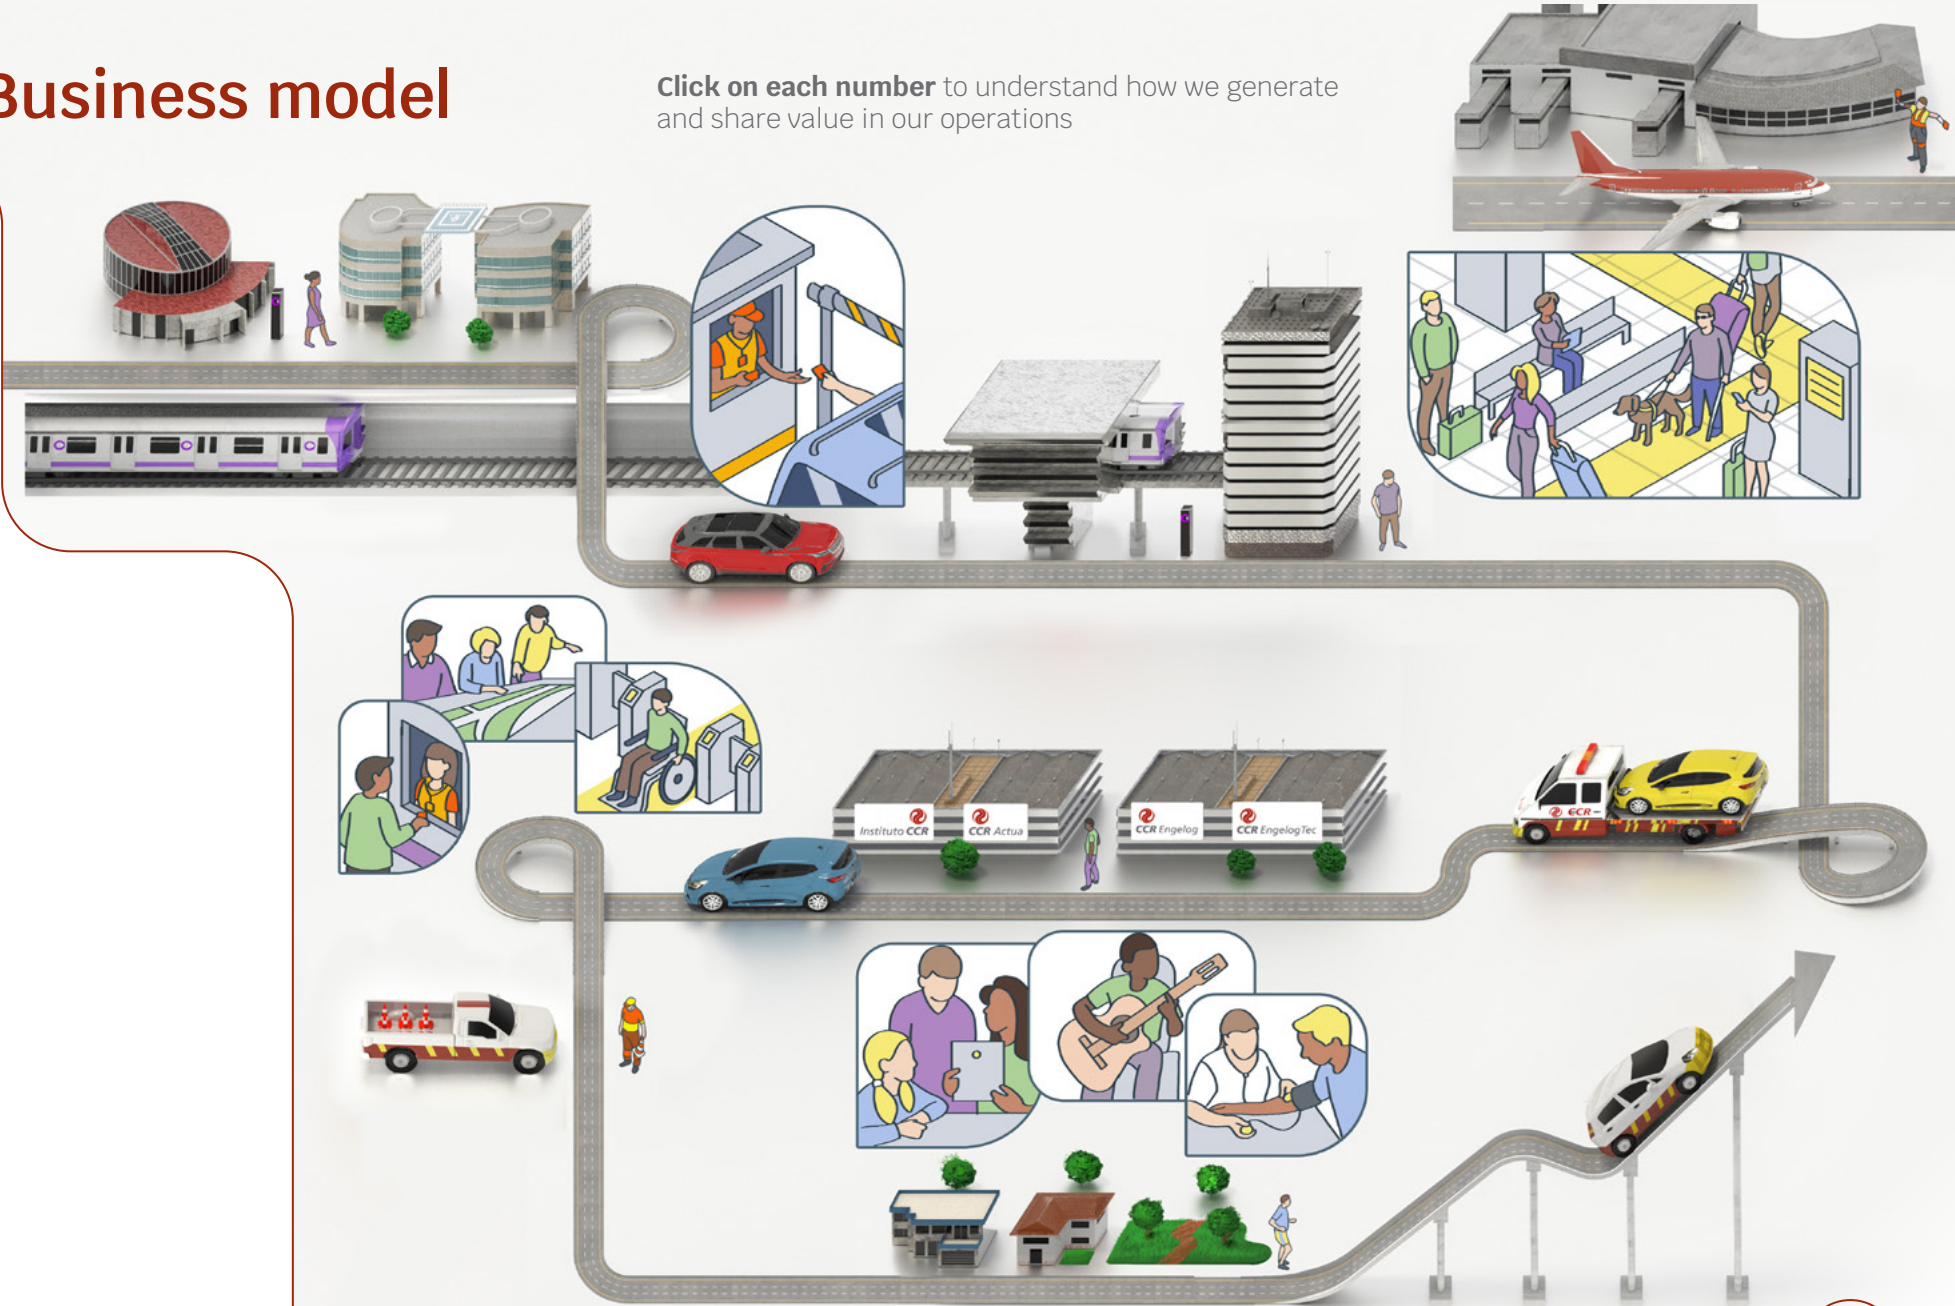 Business model
Click on each number to understand how we generate
and share value in our operations
Instituto CCR
CCR Actua
CCR Engelog
CCR EngelogTec
CCR